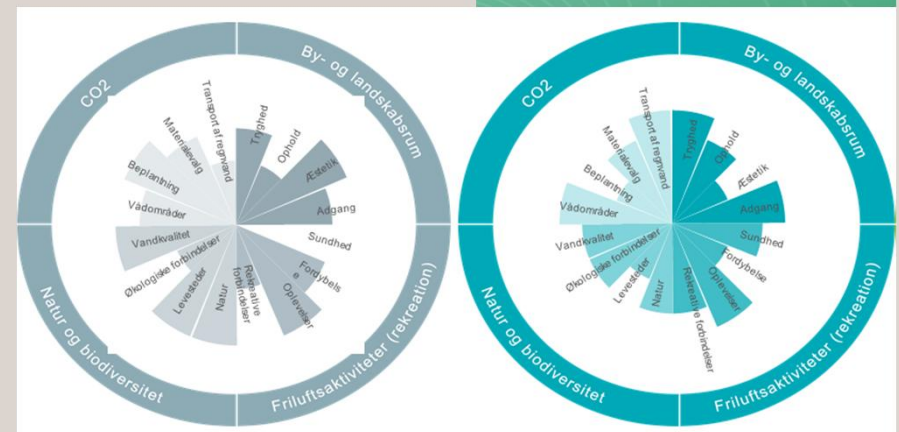 CO2
By- og landskabsrum
Friluftsaktiviteter (rekreation)
Natur og biodiversitet
Tryghed
Ophold
Æstetik
Adgang
Sundhed
Fordybels
e
Oplevelser
Rekreative
forbindelser
Natur
Levesteder
Økologiske forbindelser
Vandkvalitet
Vådområder
Beplantning
Materialevalg
Transport af regnvand
CO2
By- og landskabsrum
Friluftsaktiviteter (rekreation)
Natur og biodiversitet
Tryghed
Ophold
Æstetik
Adgang
Sundhed
Fordybelse
Oplevelser
Rekreative forbindelser
Natur
Levesteder
Økologiske forbindelser
Vandkvalitet
Vådområder
Beplantning
Materialevalg
Transport af regnvand